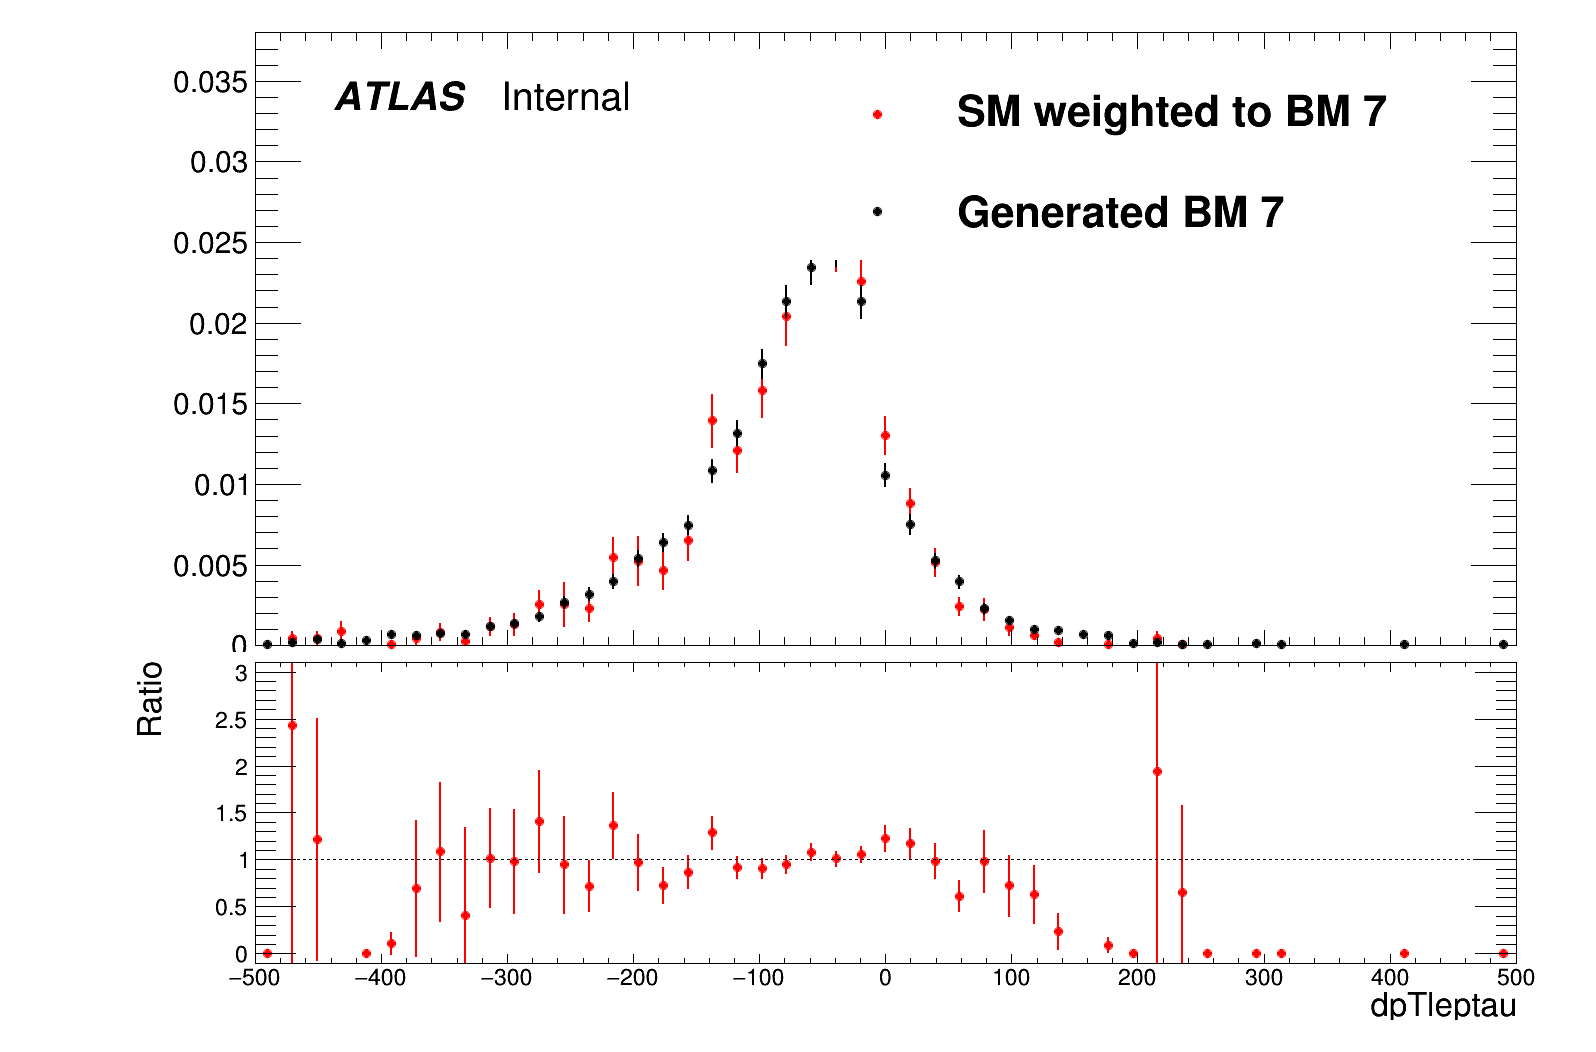 0.035
ATLAS Internal
SM weighted to BM 7
0.03
Generated BM 7
0.025
0.02
0.015
0.01
0.005
0
Ratio
3
2.5
2
1.5
1
0.5
0
−500 −400 −300 −200 −100 0 100 200 300 400 500
dpTleptau